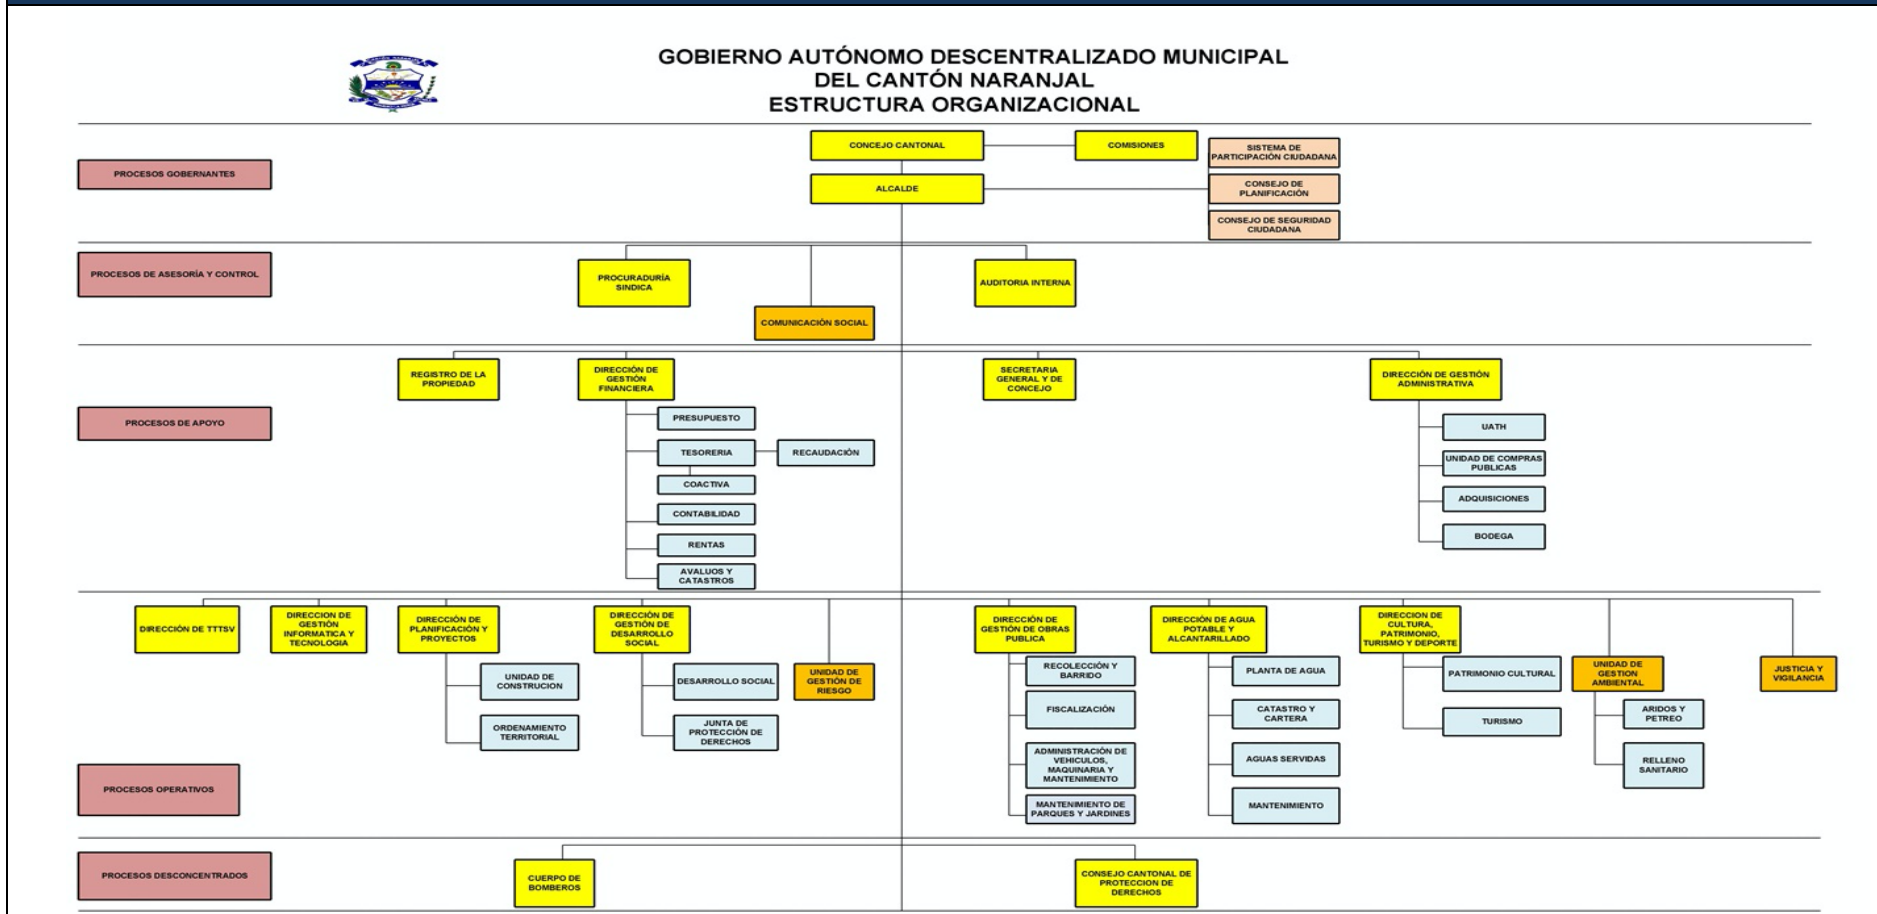 GOBIERNO AUTÓNOMO DESCENTRALIZADO MUNICIPAL
DEL CANTÓN NARANJAL
ESTRUCTURA ORGANIZACIONAL
PROCESOS GOBERNANTES
CONCEJO CANTONAL
COMISIONES
SISTEMA DE
PARTICIPACIÓN CIUDADANA
ALCALDE
CONSEJO DE
PLANIFICACIÓN
CONSEJO DE SEGURIDAD
CIUDADANA
PROCESOS DE ASESORÍA Y CONTROL
PROCURADURÍA
SINDICA
AUDITORIA INTERNA
COMUNICACIÓN SOCIAL
PROCESOS DE APOYO
REGISTRO DE LA
PROPIEDAD
DIRECCIÓN DE
GESTIÓN
FINANCIERA
SECRETARIA
GENERAL Y DE
CONCEJO
DIRECCIÓN DE GESTIÓN
ADMINISTRATIVA
PRESUPUESTO
TESORERIA
RECAUDACIÓN
COACTIVA
CONTABILIDAD
RENTAS
AVALUOS Y
CATASTROS
UATH
UNIDAD DE COMPRAS
PUBLICAS
ADQUISICIONES
BODEGA
PROCESOS OPERATIVOS
DIRECCIÓN DE TTTSV
DIRECCION DE
GESTIÓN
INFORMATICA Y
TECNOLOGIA
DIRECCIÓN DE
PLANIFICACIÓN Y
PROYECTOS
UNIDAD DE
CONSTRUCION
ORDENAMIENTO
TERRITORIAL
DIRECCIÓN DE
GESTIÓN DE
DESARROLLO
SOCIAL
DESARROLLO SOCIAL
JUNTA DE
PROTECCIÓN DE
DERECHOS
UNIDAD DE
GESTIÓN DE
RIESGO
DIRECCIÓN DE
GESTIÓN DE OBRAS
PUBLICA
RECOLECCIÓN Y
BARRIDO
FISCALIZACIÓN
ADMINISTRACIÓN DE
VEHICULOS,
MAQUINARIA Y
MANTENIMIENTO
MANTENIMIENTO DE
PARQUES Y JARDINES
DIRECCIÓN DE AGUA
POTABLE Y
ALCANTARILLADO
PLANTA DE AGUA
CATASTRO Y
CARTERA
AGUAS SERVIDAS
MANTENIMIENTO
DIRECCION DE
CULTURA,
PATRIMONIO,
TURISMO Y DEPORTE
PATRIMONIO CULTURAL
TURISMO
UNIDAD DE
GESTION
AMBIENTAL
ARIDOS Y
PETREO
RELLENO
SANITARIO
JUSTICIA Y
VIGILANCIA
PROCESOS DESCONCENTRADOS
CUERPO DE
BOMBEROS
CONSEJO CANTONAL DE
PROTECCION DE
DERECHOS